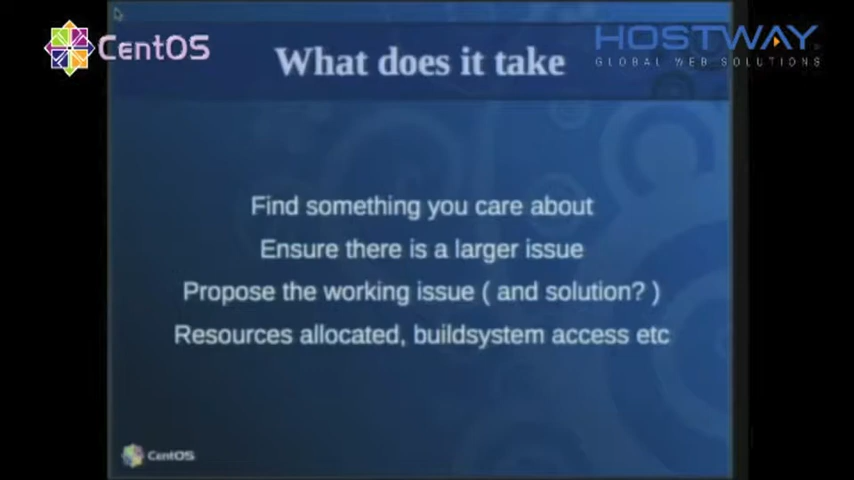 CentOS
HOSTWAY
GLOBAL WEB SOLUTIONS
What does it take
Find something you care about
Ensure there is a larger issue
Propose the working issue ( and solution? )
Resources allocated, buildsystem access etc
CentOS